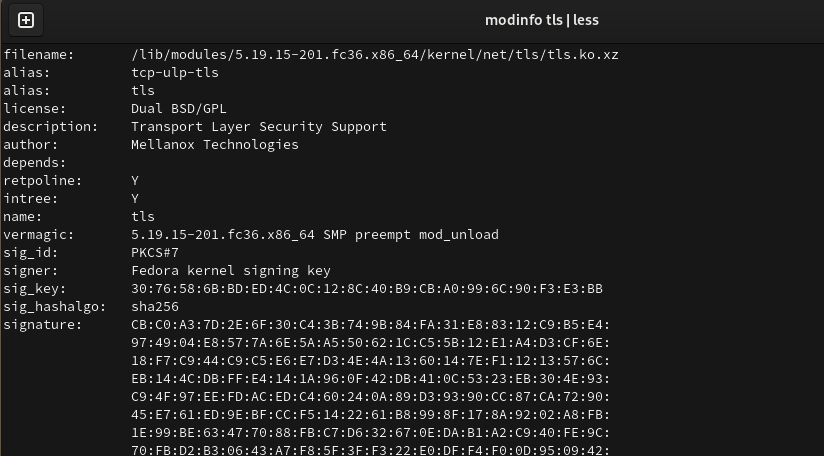 modinfo tls | less
filename:       /lib/modules/5.19.15-201.fc36.x86_64/kernel/net/tls/tls.ko.xz
alias:          tcp-ulp-tls
alias:          tls
license:        Dual BSD/GPL
description:    Transport Layer Security Support
author:         Mellanox Technologies
depends:
retpoline:      Y
intree:         Y
name:           tls
vermagic:       5.19.15-201.fc36.x86_64 SMP preempt mod_unload
sig_id:         PKCS#7
signer:         Fedora kernel signing key
sig_key:        30:76:58:6B:BD:ED:4C:0C:12:8C:40:B9:CB:A0:99:6C:90:F3:E3:BB
sig_hashalgo:   sha256
signature:      CB:C0:A3:7D:2E:6F:30:C4:3B:74:9B:84:FA:31:E8:83:12:C9:B5:E4:
                97:49:04:E8:57:7A:6E:5A:A5:50:62:1C:C5:5B:12:E1:A4:D3:CF:6E:
                18:F7:C9:44:C9:C5:E6:E7:D3:4E:4A:13:60:14:7E:F1:12:13:57:6C:
                EB:14:4C:DB:FF:E4:14:1A:96:0F:42:DB:41:0C:53:23:EB:30:4E:93:
                C9:4F:97:EE:FD:AC:ED:C4:60:24:0A:89:D3:93:90:CC:87:CA:72:90:
                45:E7:61:ED:9E:BF:CC:F5:14:22:61:B8:99:8F:17:8A:92:02:A8:FB:
                1E:99:BE:63:47:70:88:FB:C7:D6:32:67:0E:DA:B1:A2:C9:40:FE:9C:
                70:FB:D2:B3:06:43:A7:F8:5F:3F:F3:22:E0:DF:F4:F0:0D:95:09:42: